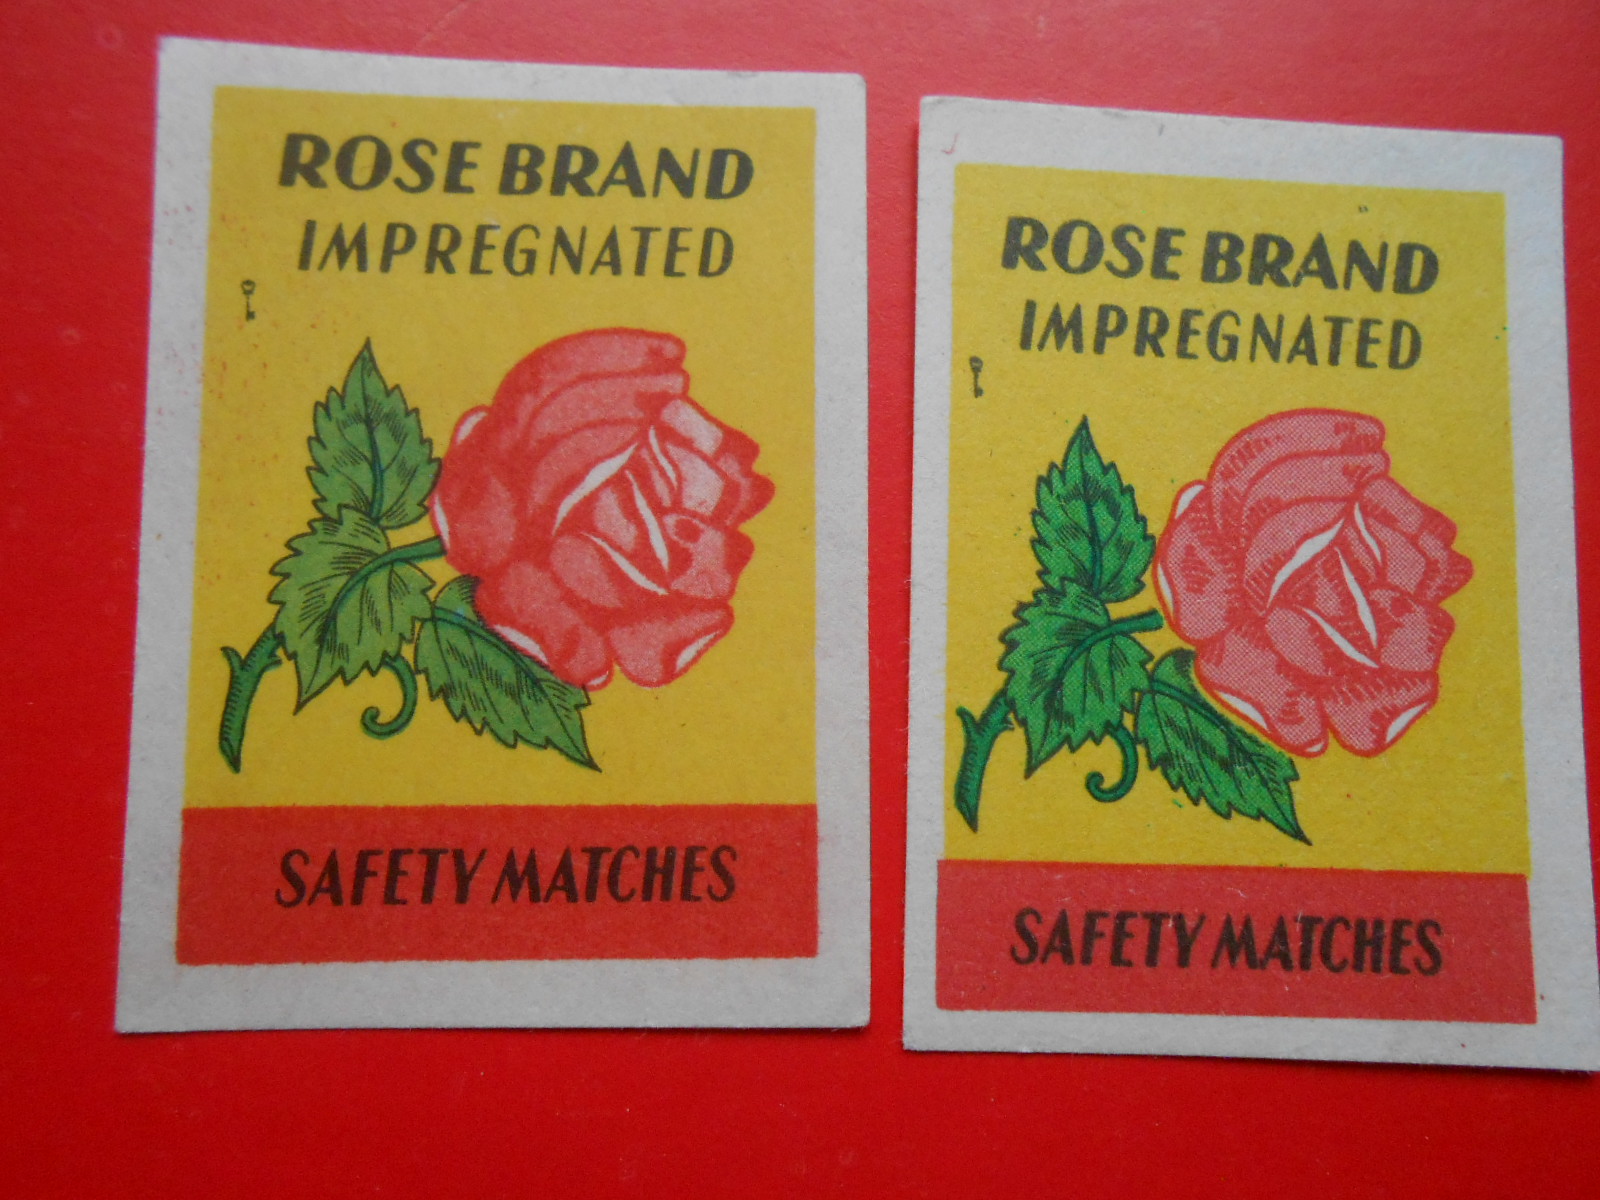 ROSE BRAND
IMPREGNATED
SAFETY MATCHES
ROSE BRAND
IMPREGNATED
SAFETY MATCHES